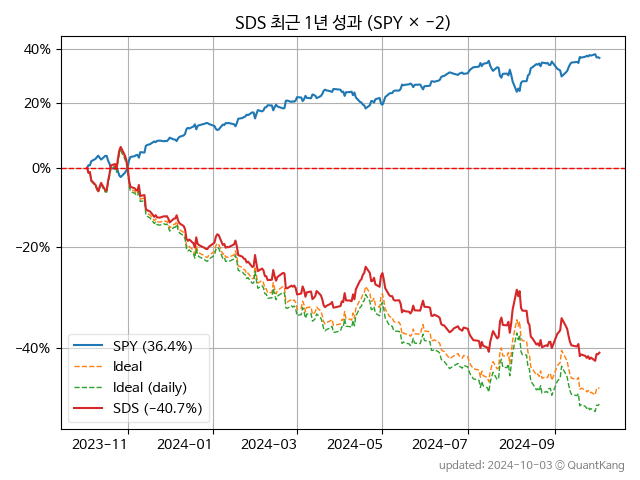 SDS 최근 1년 성과 (SPY × −2)
40%
20%
0%
−20%
−40%
SPY (36.4%)
Ideal
Ideal (daily)
SDS (−40.7%)
2023−11
2024−01
2024−03
2024−05
2024−07
2024−09
updated: 2024-10-03 © QuantKang